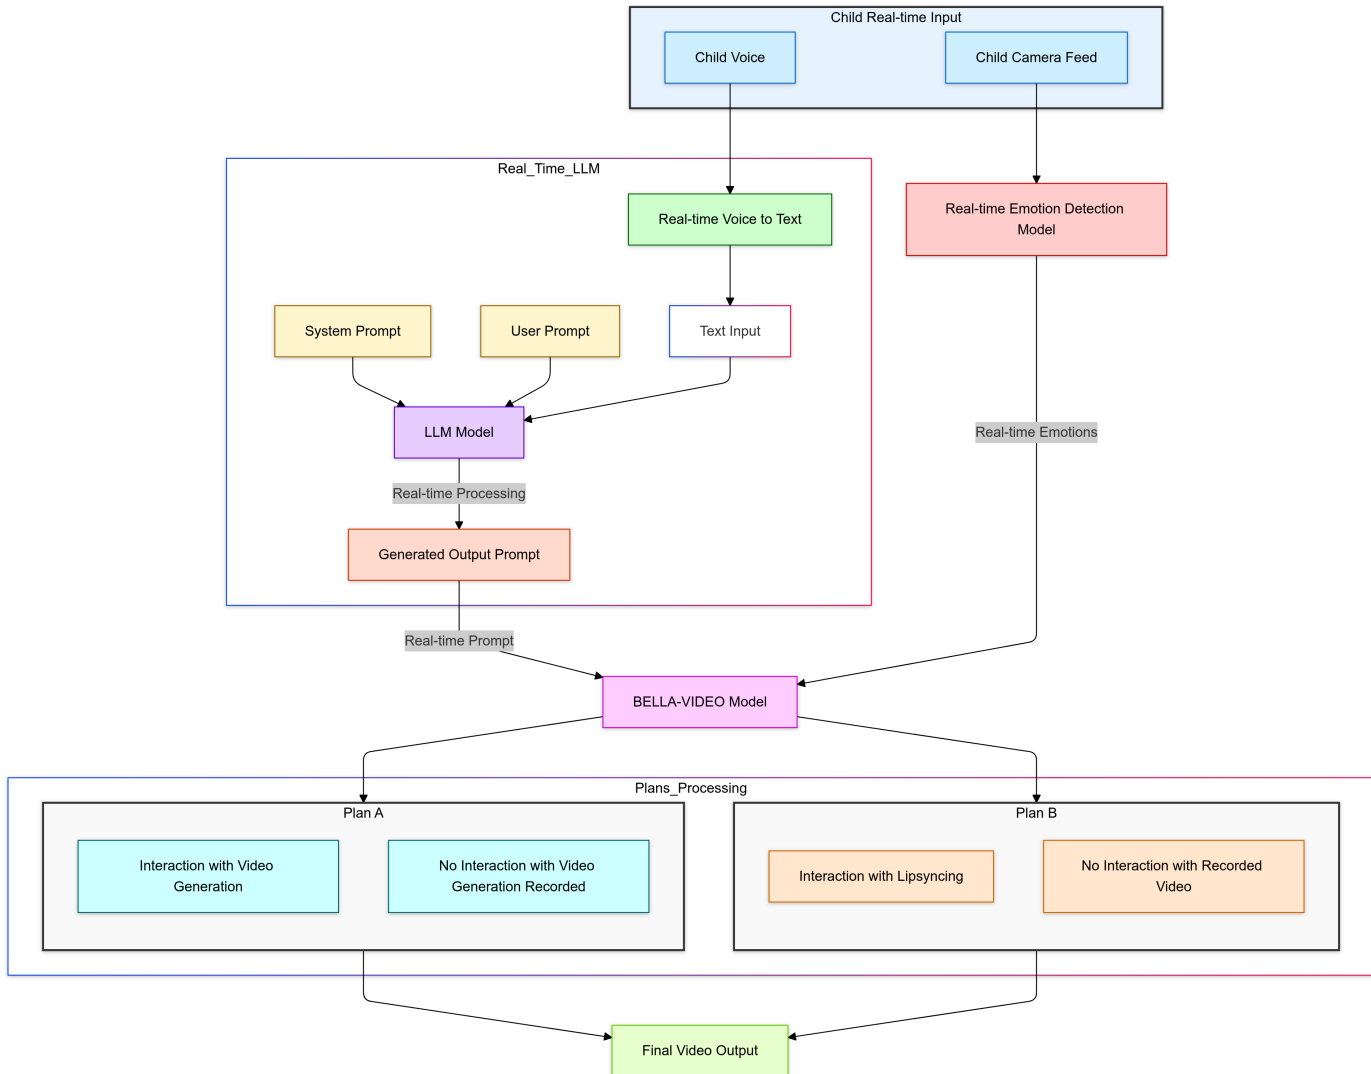 Child Real-time Input
Child Voice
Child Camera Feed
Real_Time_LLM
Real-time Voice to Text
Real-time Emotion Detection
Model
System Prompt
User Prompt
Text Input
LLM Model
Real-time Emotions
Real-time Processing
Generated Output Prompt
Real-time Prompt
BELLA-VIDEO Model
Plans_Processing
Plan A
Plan B
Interaction with Video
Generation
No Interaction with Video
Generation Recorded
Interaction with Lipsyncing
No Interaction with Recorded
Video
Final Video Output